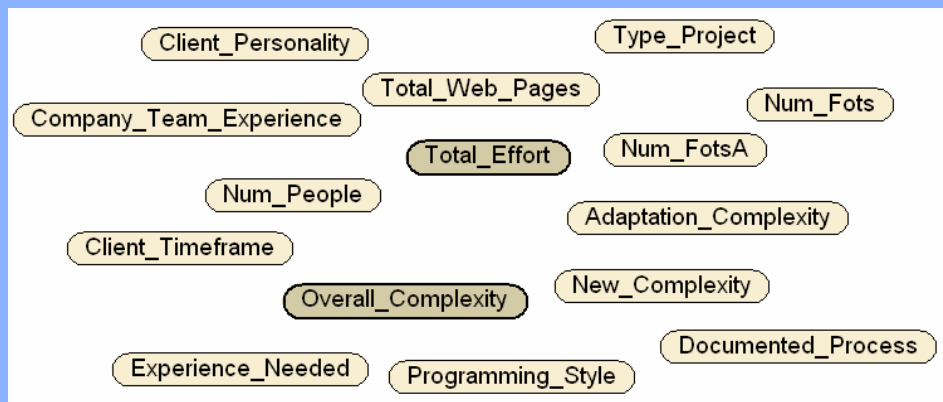 Client_Personality
Type_Project
Total_Web_Pages
Num_Fots
Company_Team_Experience
Total_Effort
Num_FotsA
Num_People
Adaptation_Complexity
Client_Timeframe
New_Complexity
Overall_Complexity
Documented_Process
Experience_Needed
Programming_Style